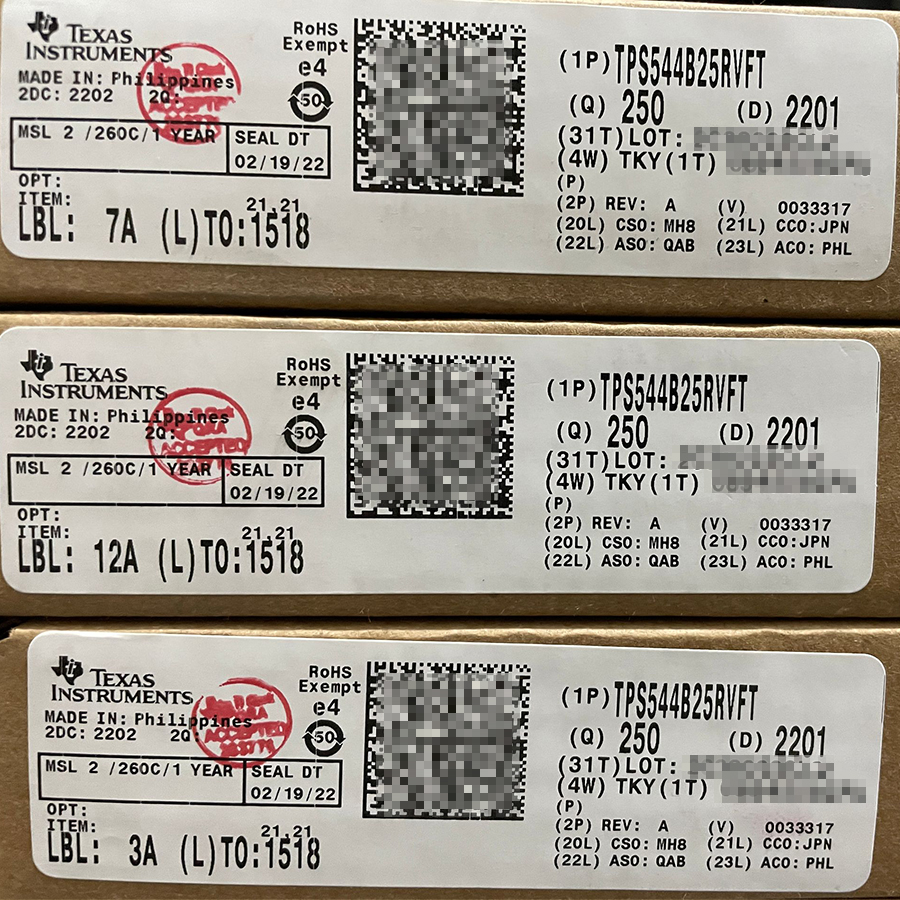 TEXAS INSTRUMENTS
MADE IN: Philippines
2DC: 2202 2Q:
ACCEPTED
MSL 2 /260C/1 YEAR
SEAL DT
02/19/22
OPT:
ITEM:
LBL: 7A (L)TO:1518
21,21
RoHS
Exempt
e4
50
(1P)TPS544B25RVFT
(Q) 250 (D) 2201
(31T)LOT:
(4W) TKY(1T)
(P)
(2P) REV: A (V) 0033317
(20L) CSO: MH8 (21L) CCO:JPN
(22L) ASO: QAB (23L) ACO: PHL
TEXAS INSTRUMENTS
MADE IN: Philippines
2DC: 2202 2Q:
ACCEPTED
MSL 2 /260C/1 YEAR
SEAL DT
02/19/22
OPT:
ITEM:
LBL: 12A (L)TO:1518
21,21
RoHS
Exempt
e4
50
(1P)TPS544B25RVFT
(Q) 250 (D) 2201
(31T)LOT:
(4W) TKY(1T)
(P)
(2P) REV: A (V) 0033317
(20L) CSO: MH8 (21L) CCO:JPN
(22L) ASO: QAB (23L) ACO: PHL
TEXAS INSTRUMENTS
MADE IN: Philippines
2DC: 2202 2Q:
ACCEPTED
MSL 2 /260C/1 YEAR
SEAL DT
02/19/22
OPT:
ITEM:
LBL: 3A (L)TO:1518
21,21
RoHS
Exempt
e4
50
(1P)TPS544B25RVFT
(Q) 250 (D) 2201
(31T)LOT:
(4W) TKY(1T)
(P)
(2P) REV: A (V) 0033317
(20L) CSO: MH8 (21L) CCO:JPN
(22L) ASO: QAB (23L) ACO: PHL